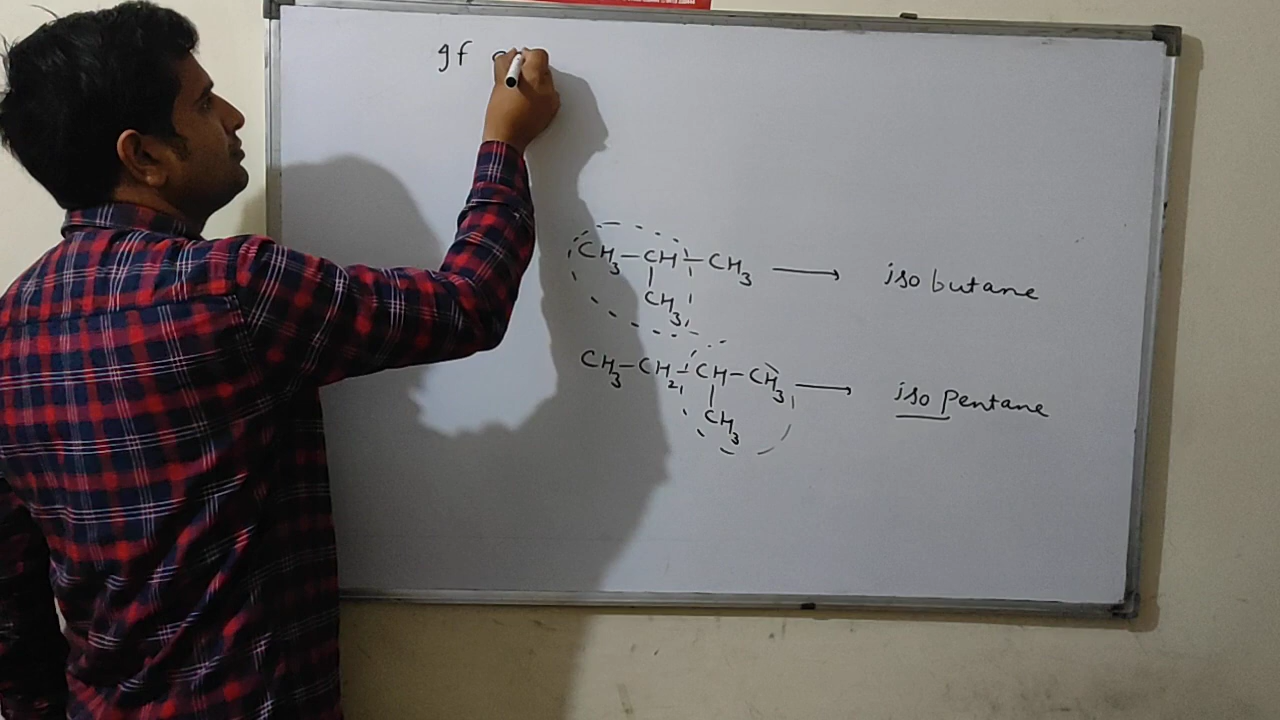 gf
CH3-CH-CH3 → iso butane
CH3
CH3-CH2-CH-CH3 → iso pentane
CH3